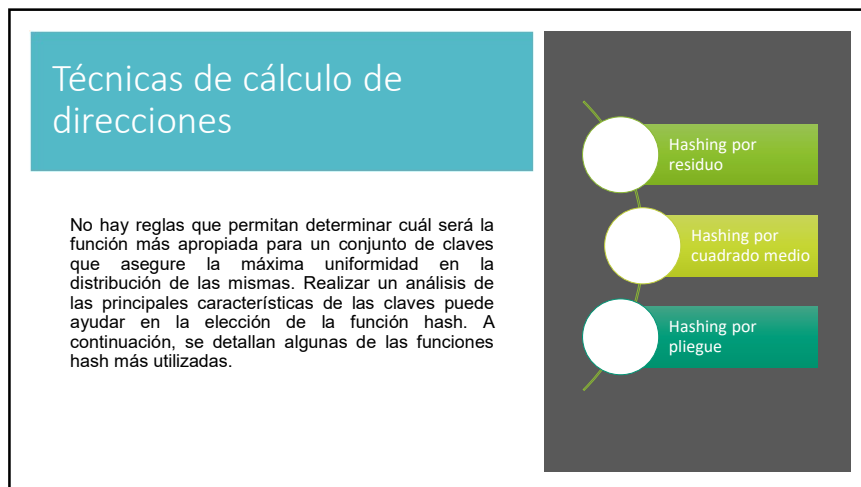 Técnicas de cálculo de
direcciones
No hay reglas que permitan determinar cuál será la
función más apropiada para un conjunto de claves
que asegure la máxima uniformidad en la
distribución de las mismas. Realizar un análisis de
las principales características de las claves puede
ayudar en la elección de la función hash. A
continuación, se detallan algunas de las funciones
hash más utilizadas.
Hashing por
residuo
Hashing por
cuadrado medio
Hashing por
pliegue